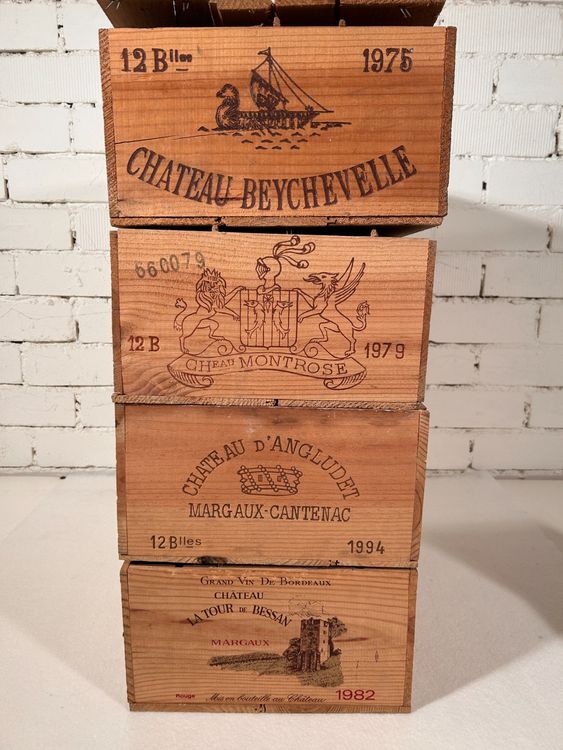 12 Blles 1975
CHATEAU BEYCHEVELLE
660079
12 B 1979
CHEAU MONTROSE
CHATEAU D'ANGLUDET
MARGAUX-CANTENAC
12 Blles 1994
GRAND VIN DE BORDEAUX
CHÂTEAU
LA TOUR DE BESSAN
MARGAUX
Rouge Mis en bouteille au Château 1982